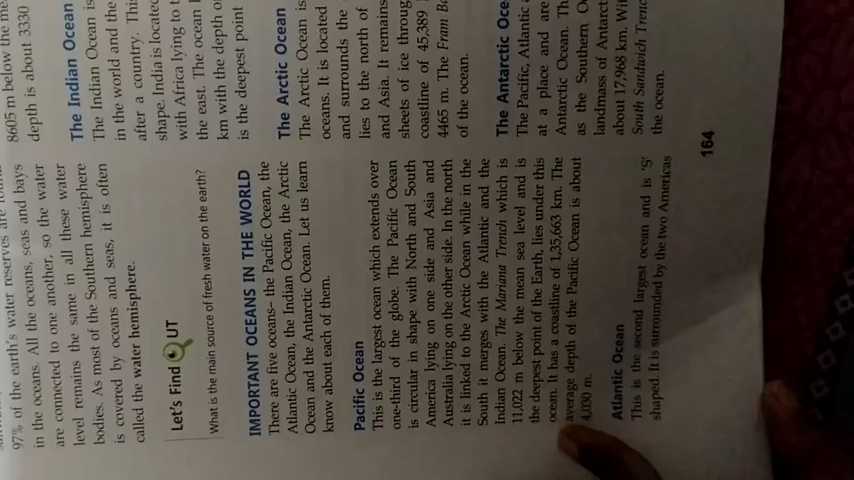 97% of the earth's water reserves are
in the oceans. All the oceans, seas and bays
are connected to one another, so the water
level remains the same in all these water
bodies. As most of the Southern hemisphere
is covered by oceans and seas, it is often
called the water hemisphere.
Let's Find OUT
What is the main source of fresh water on the earth?
IMPORTANT OCEANS IN THE WORLD
There are five oceans- the Pacific Ocean, the
Atlantic Ocean, the Indian Ocean, the Arctic
Ocean and the Antarctic Ocean. Let us learn
know about each of them.
Pacific Ocean
This is the largest ocean which extends over
one-third of the globe. The Pacific Ocean
is circular in shape with North and South
America lying on one side and Asia and
Australia lying on the other side. In the north
it is linked to the Arctic Ocean while in the
South it merges with the Atlantic and the
Indian Ocean. The Mariana Trench which is
11,022 m below the mean sea level and is
the deepest point of the Earth, lies under this
ocean. It has a coastline of 1,35,663 km. The
average depth of the Pacific Ocean is about
4,030 m.
Atlantic Ocean
This is the second largest ocean and is 'S'
shaped. It is surrounded by the two Americas
8605 m below the
depth is about 3330
The Indian Ocean
The Indian Ocean is
in the world and the
after a country. This
shape. India is located
with Africa lying to
the east. The ocean
km with the depth
is the deepest point
The Arctic Ocean
The Arctic Ocean is
oceans. It is located
and surrounds the
lies to the north of
and Asia. It remains
sheets of ice
coastline of 45,389
4465 m. The Fram
of the ocean.
The Antarctic
The Pacific, Atlantic
at a place and are
Antarctic Ocean.
as the Southern
landmass of
about 17,968 km.
South Sandwich
the ocean.
164